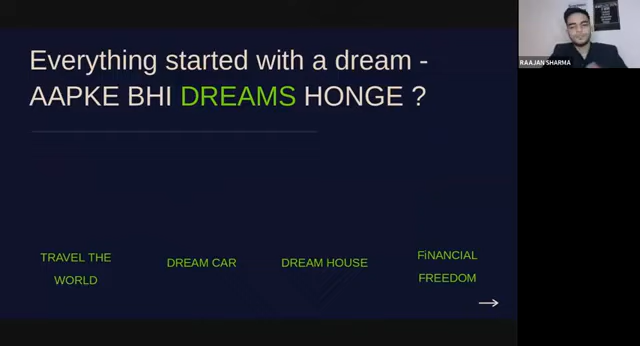 Everything started with a dream -
AAPKE BHI DREAMS HONGE ?
TRAVEL THE
WORLD
DREAM CAR
DREAM HOUSE
FiNANCIAL
FREEDOM
RAAJAN SHARMA